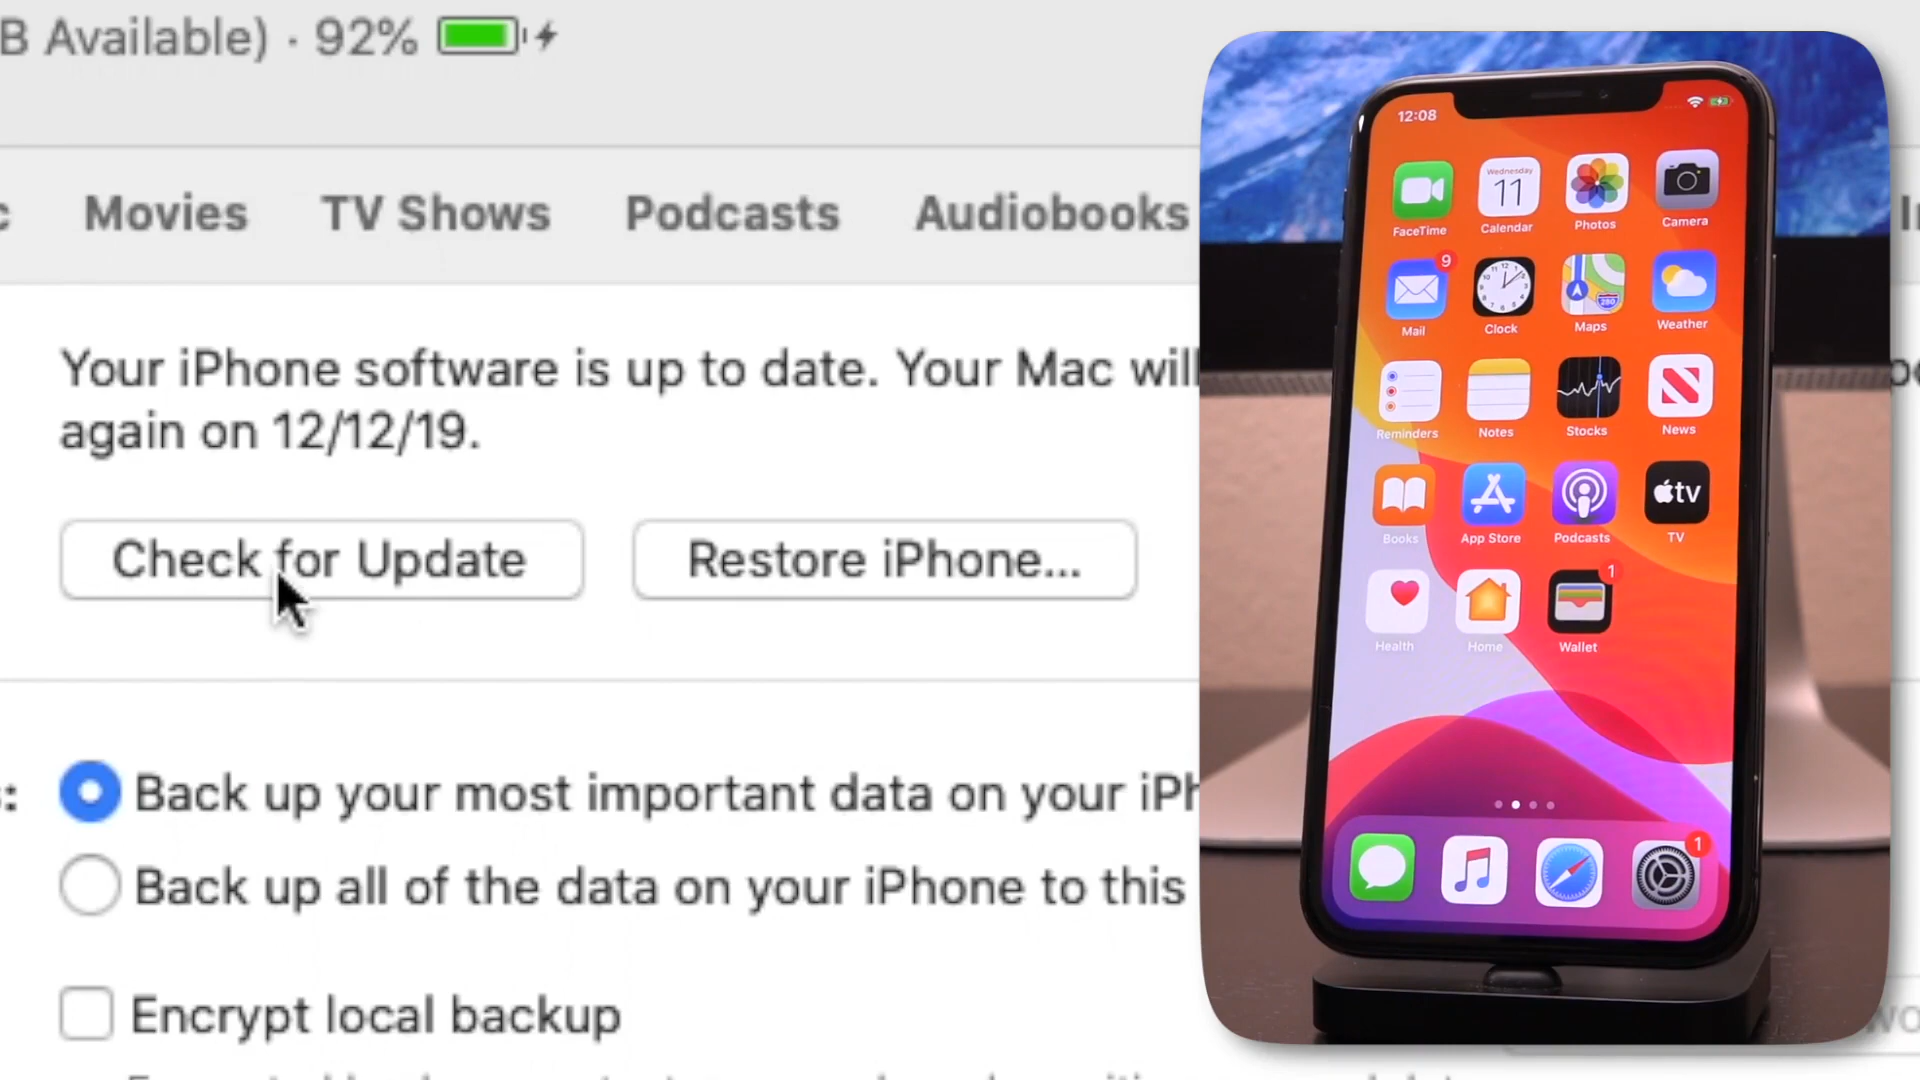 B Available) · 92%
Movies TV Shows Podcasts Audiobooks
Your iPhone software is up to date. Your Mac will
again on 12/12/19.
Check for Update Restore iPhone...
Back up your most important data on your iPh
Back up all of the data on your iPhone to this
Encrypt local backup
12:08
Wednesday
11
FaceTime Calendar Photos Camera
9
280
Mail Clock Maps Weather
Reminders Notes Stocks News
tv
Books App Store Podcasts TV
1
Health Home Wallet
1